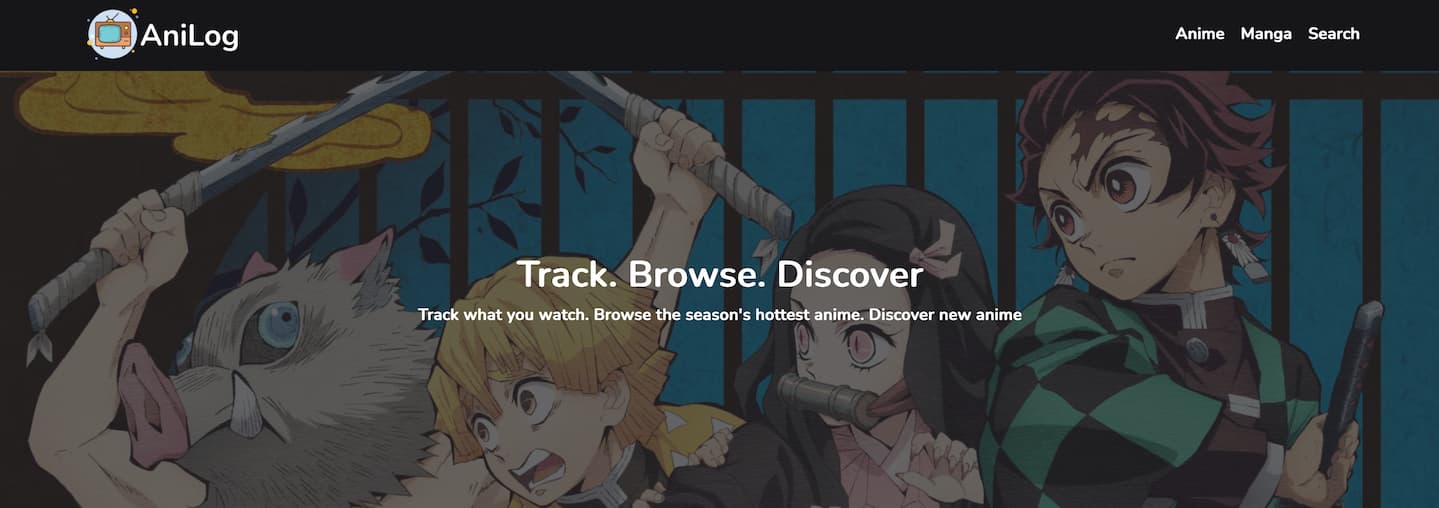 AniLog
Anime Manga Search
Track. Browse. Discover
Track what you watch. Browse the season's hottest anime. Discover new anime